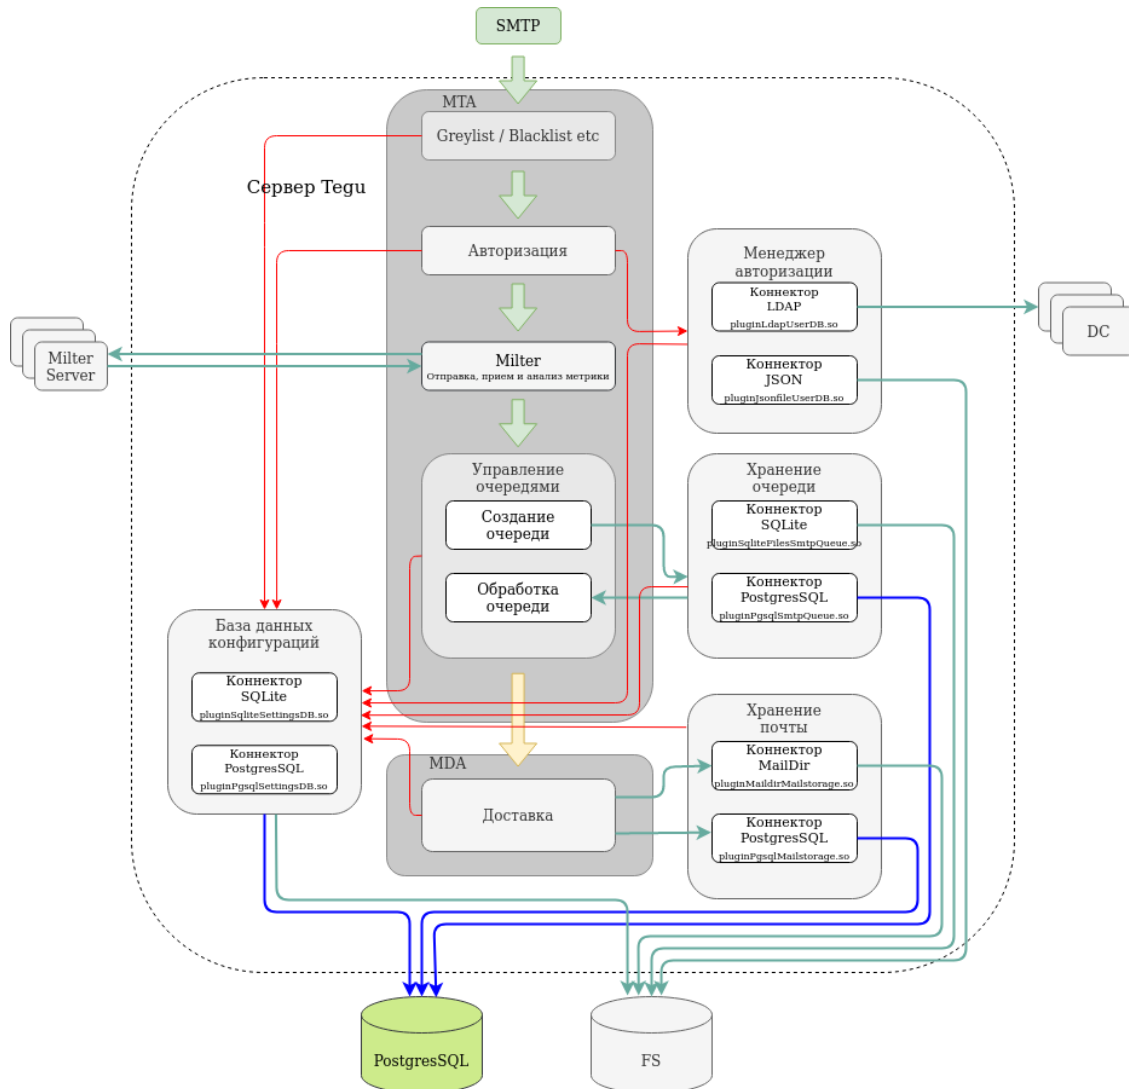 SMTP
MTA
Greylist / Blacklist etc
Сервер Tegu
Авторизация
Менеджер
авторизации
Коннектор
LDAP
pluginLdapUserDB.so
DC
Milter
Server
Milter
Отправка, прием и анализ метрики
Коннектор
JSON
pluginJsonfileUserDB.so
Управление
очередями
Создание
очереди
Обработка
очереди
Хранение
очереди
Коннектор
SQLite
pluginSqliteFilesSmtpQueue.so
Коннектор
PostgresSQL
pluginPgsqlSmtpQueue.so
База данных
конфигураций
Коннектор
SQLite
pluginSqliteSettingsDB.so
Коннектор
PostgresSQL
pluginPgsqlSettingsDB.so
MDA
Доставка
Хранение
почты
Коннектор
MailDir
pluginMaildirMailstorage.so
Коннектор
PostgresSQL
pluginPgsqlMailstorage.so
PostgresSQL
FS